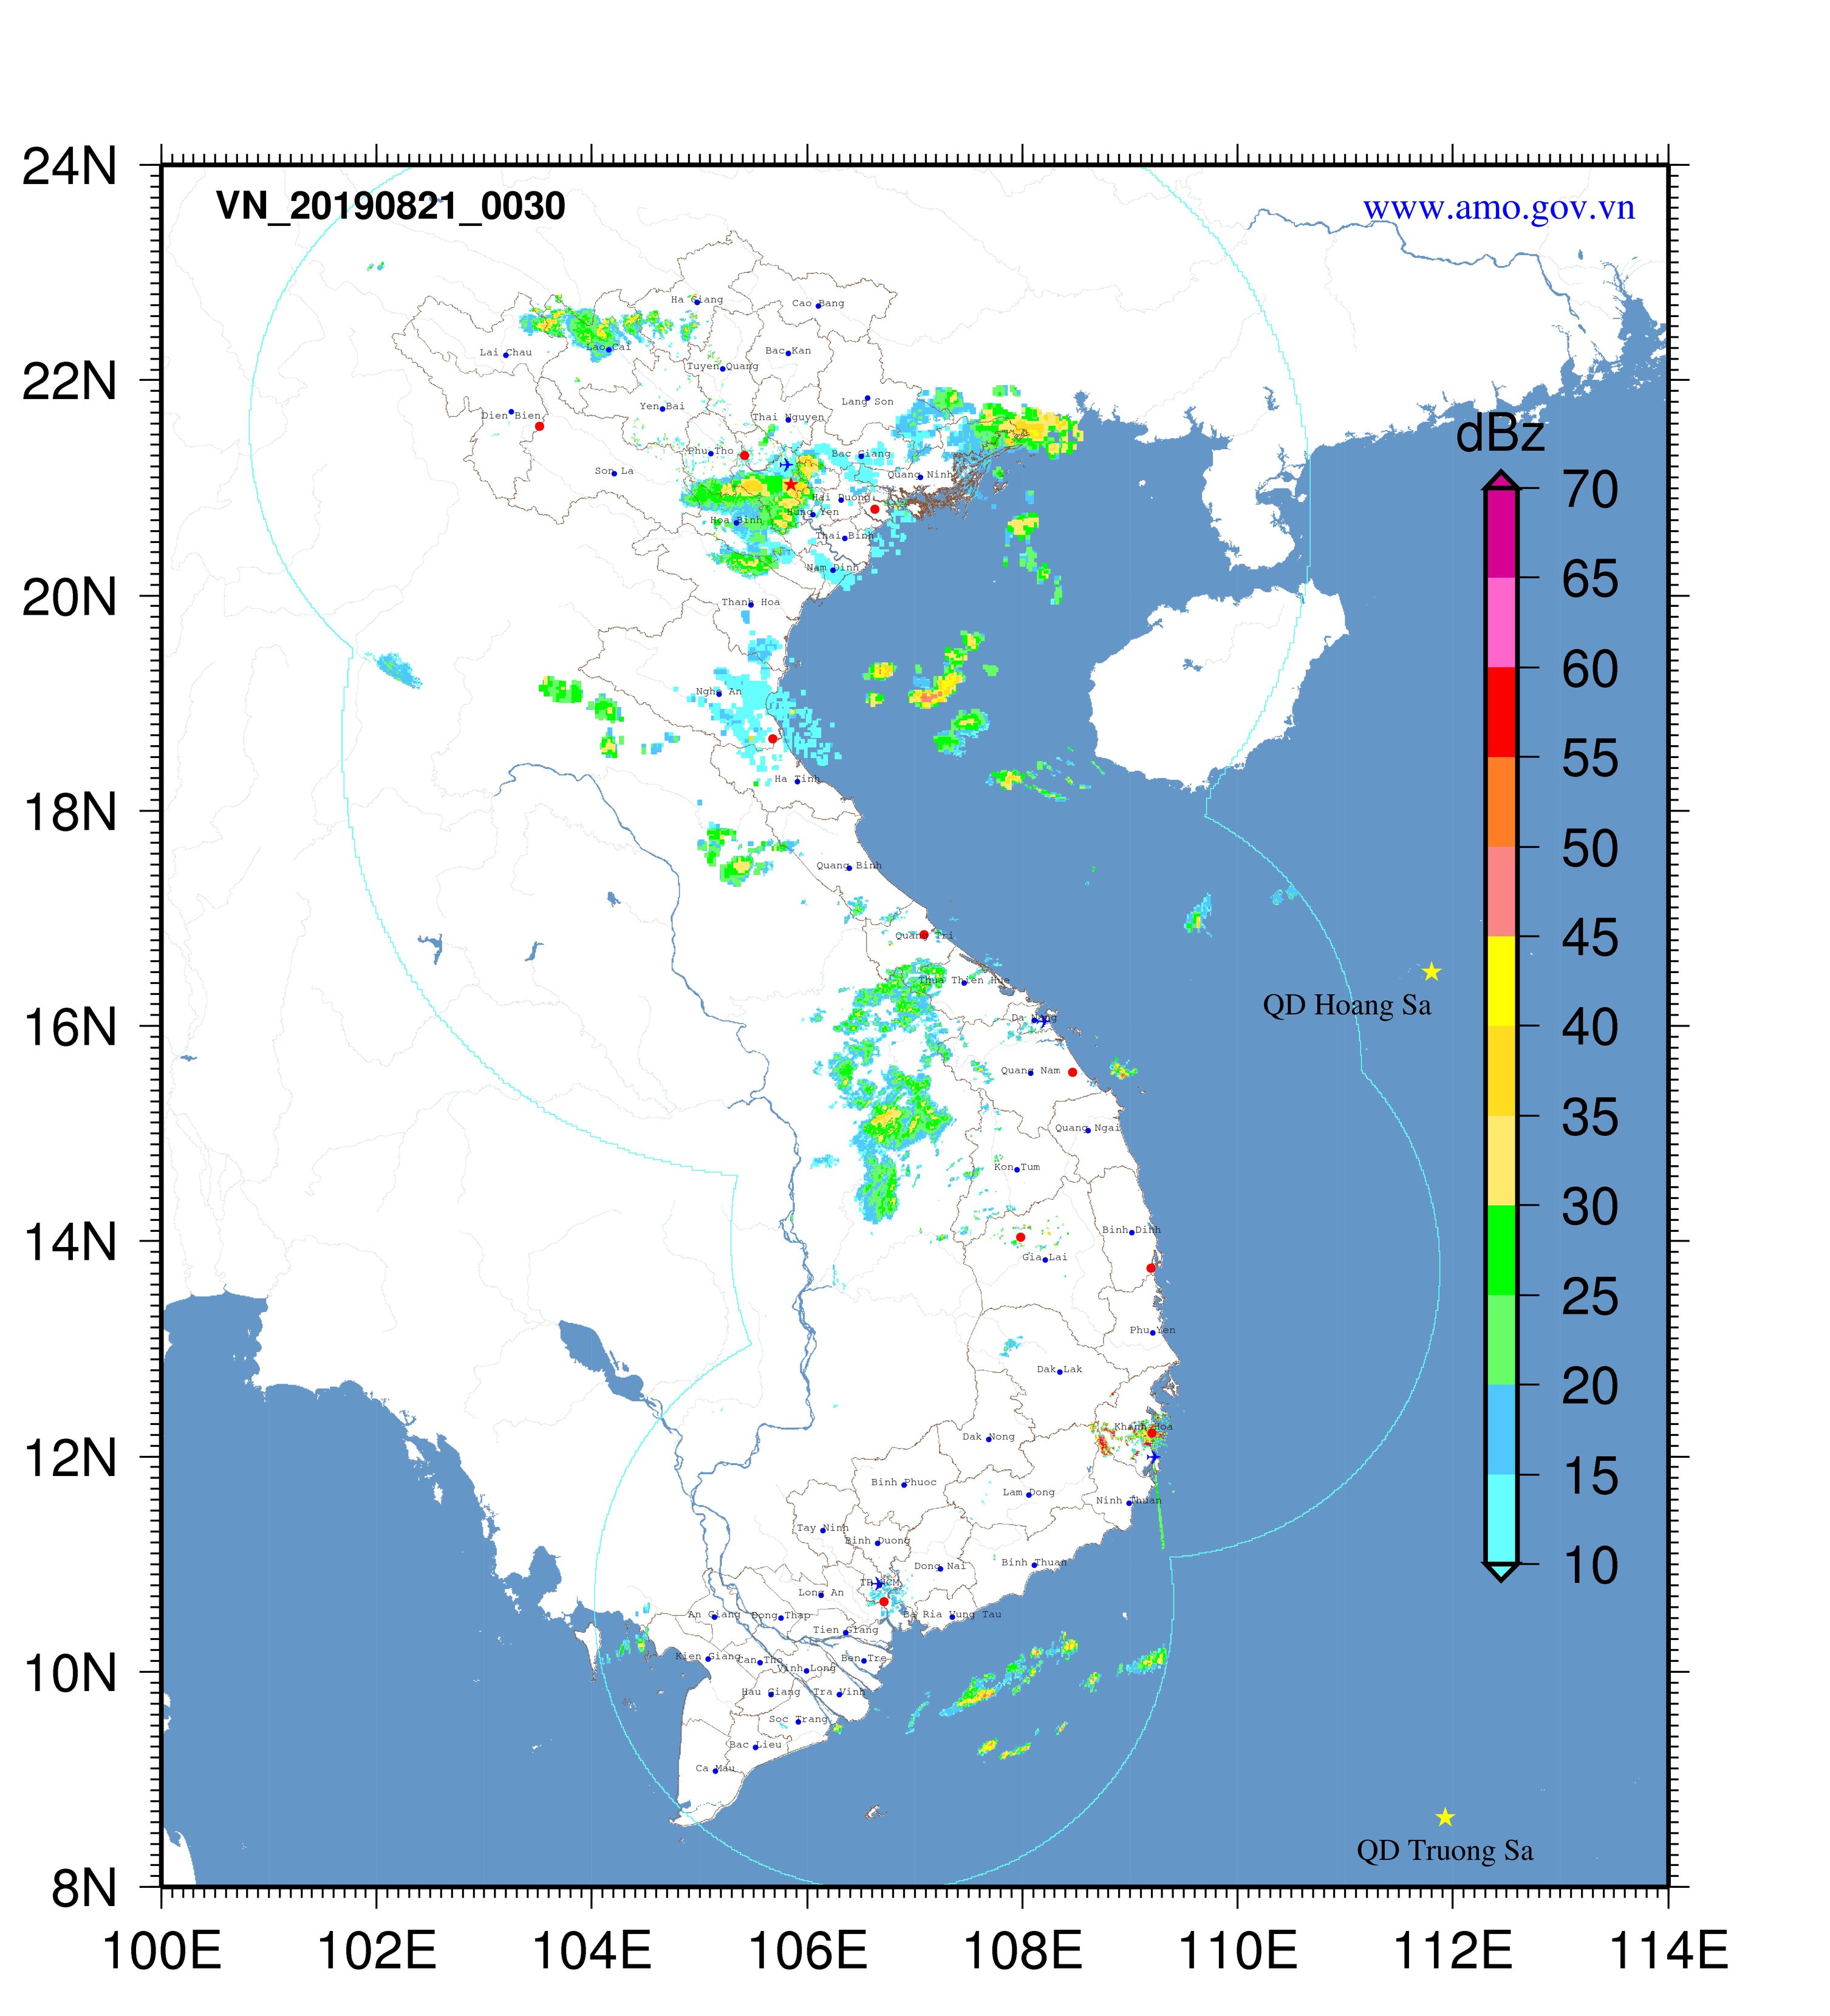 24N
VN_20190821_0030
www.amo.gov.vn
Ha Giang
Cao Bang
Lao Cai
Lai Chau
Bac Kan
22N
Tuyen Quang
Lang Son
Yen Bai
Dien Bien
Thai Nguyen
dBz
Phu Tho
Bac Giang
Son La
Quang Ninh
70
Hai Duong
Hung Yen
Hoa Binh
Thai Binh
Nam Dinh
65
20N
Thanh Hoa
60
Nghe An
55
Ha Tinh
18N
50
Quang Binh
45
Quang Tri
Thua Thien Hue
QD Hoang Sa
Da Nang
16N
40
Quang Nam
35
Quang Ngai
Kon Tum
30
Binh Dinh
14N
Gia Lai
25
Phu Yen
Dak Lak
20
Khanh Hoa
Dak Nong
12N
15
Binh Phuoc
Lam Dong
Ninh Thuan
Tay Ninh
Binh Duong
Binh Thuan
10
Dong Nai
TP.HCM
Long An
An Giang
Dong Thap
Ba Ria Vung Tau
Tien Giang
Kien Giang
Can Tho
Ben Tre
10N
Vinh Long
Hau Giang
Tra Vinh
Soc Trang
Bac Lieu
Ca Mau
QD Truong Sa
8N
100E
102E
104E
106E
108E
110E
112E
114E